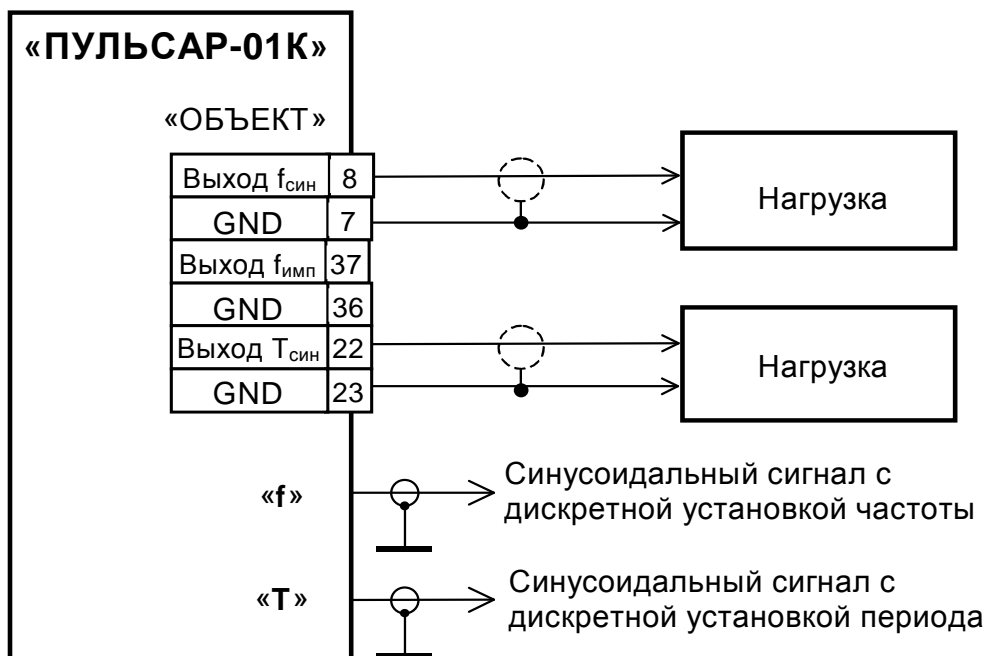 «ПУЛЬСАР-01К»
«ОБЪЕКТ»
Выход fсин 8
GND 7
Выход fимп 37
GND 36
Выход Tсин 22
GND 23
Нагрузка
Нагрузка
«f»
Синусоидальный сигнал с
дискретной установкой частоты
«T»
Синусоидальный сигнал с
дискретной установкой периода